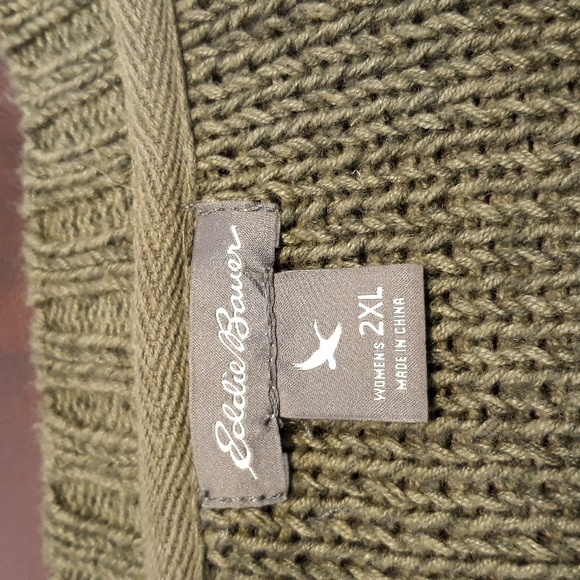 Eddie Bauer
WOMEN'S 2XL
MADE IN CHINA